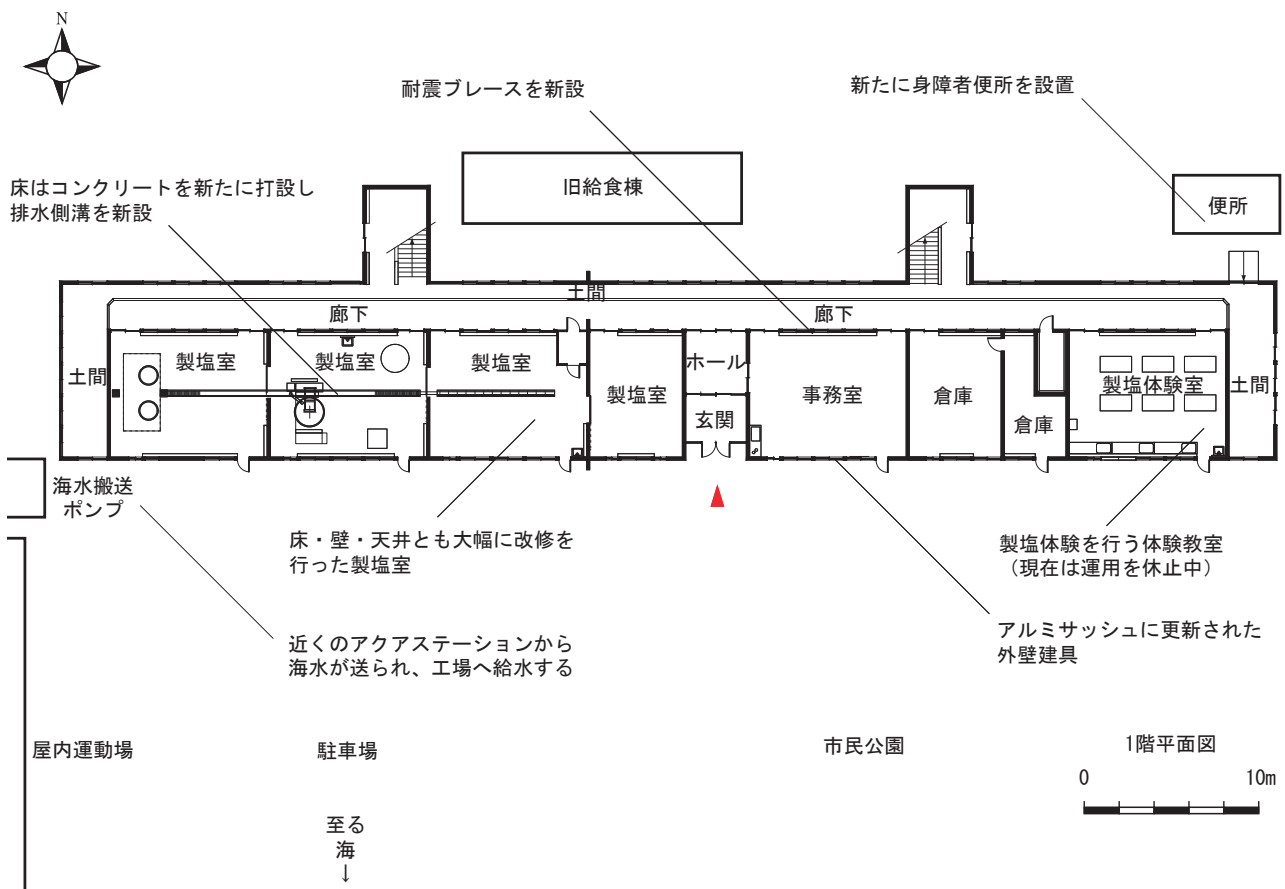 N
耐震ブレースを新設
新たに身障者便所を設置
床はコンクリートを新たに打設し
排水側溝を新設
旧給食棟
便所
土間
廊下
廊下
製塩室
製塩室
製塩室
ホール
土間
製塩室
事務室
倉庫
製塩体験室
土間
玄関
倉庫
海水搬送
ポンプ
床・壁・天井とも大幅に改修を
行った製塩室
製塩体験を行う体験教室
（現在は運用を休止中）
近くのアクアステーションから
海水が送られ、工場へ給水する
アルミサッシュに更新された
外壁建具
屋内運動場
駐車場
市民公園
1階平面図
0
10m
至る
海
↓